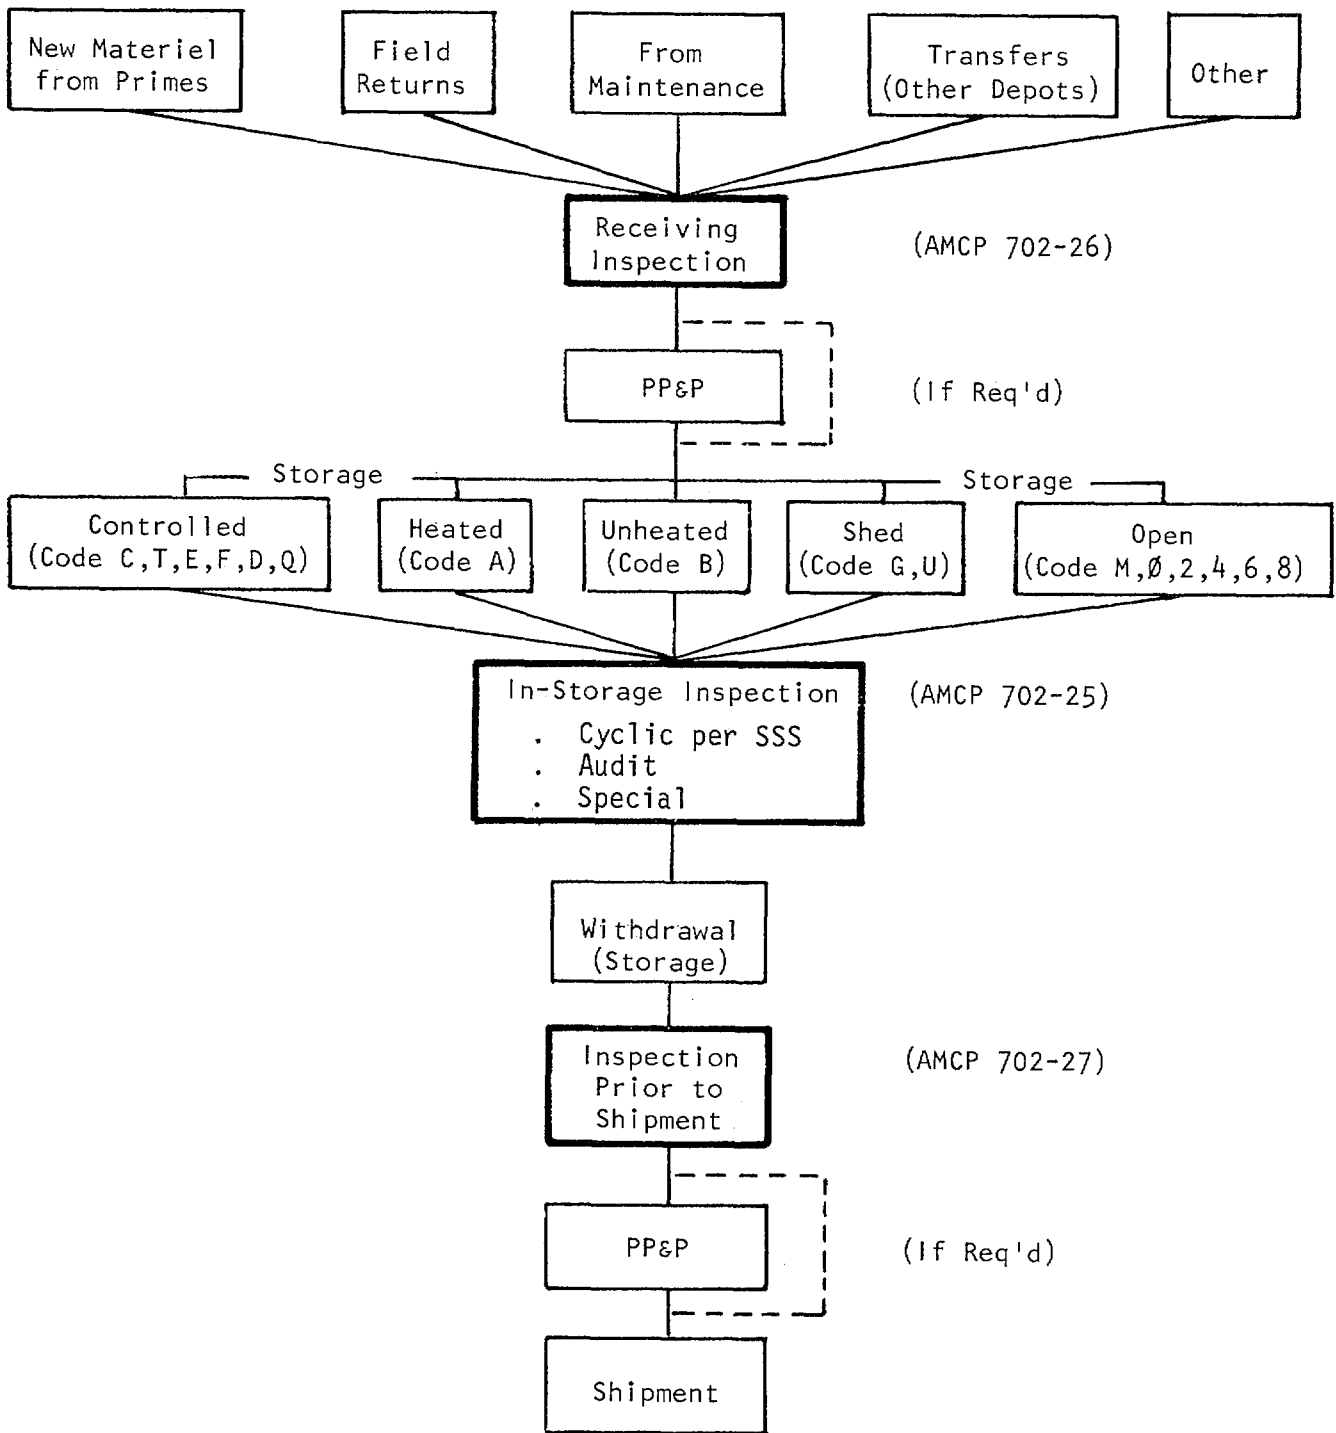 New Materiel
from Primes
Field
Returns
From
Maintenance
Transfers
(Other Depots)
Other
Receiving
Inspection
(AMCP 702-26)
PP&P
(If Req'd)
Storage
Storage
Controlled
(Code C,T,E,F,D,Q)
Heated
(Code A)
Unheated
(Code B)
Shed
(Code G,U)
Open
(Code M,Ø,2,4,6,8)
In-Storage Inspection
. Cyclic per SSS
. Audit
. Special
(AMCP 702-25)
Withdrawal
(Storage)
Inspection
Prior to
Shipment
(AMCP 702-27)
PP&P
(If Req'd)
Shipment